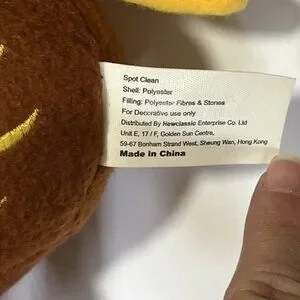 Spot Clean
Shell: Polyester
Filling: Polyester Fibres & Stones
For Decorative use only
Distributed By Newclassic Enterprise Co. Ltd
Unit E, 17 / F, Golden Sun Centre,
59-67 Bonham Strand West, Sheung Wan, Hong Kong
Made in China